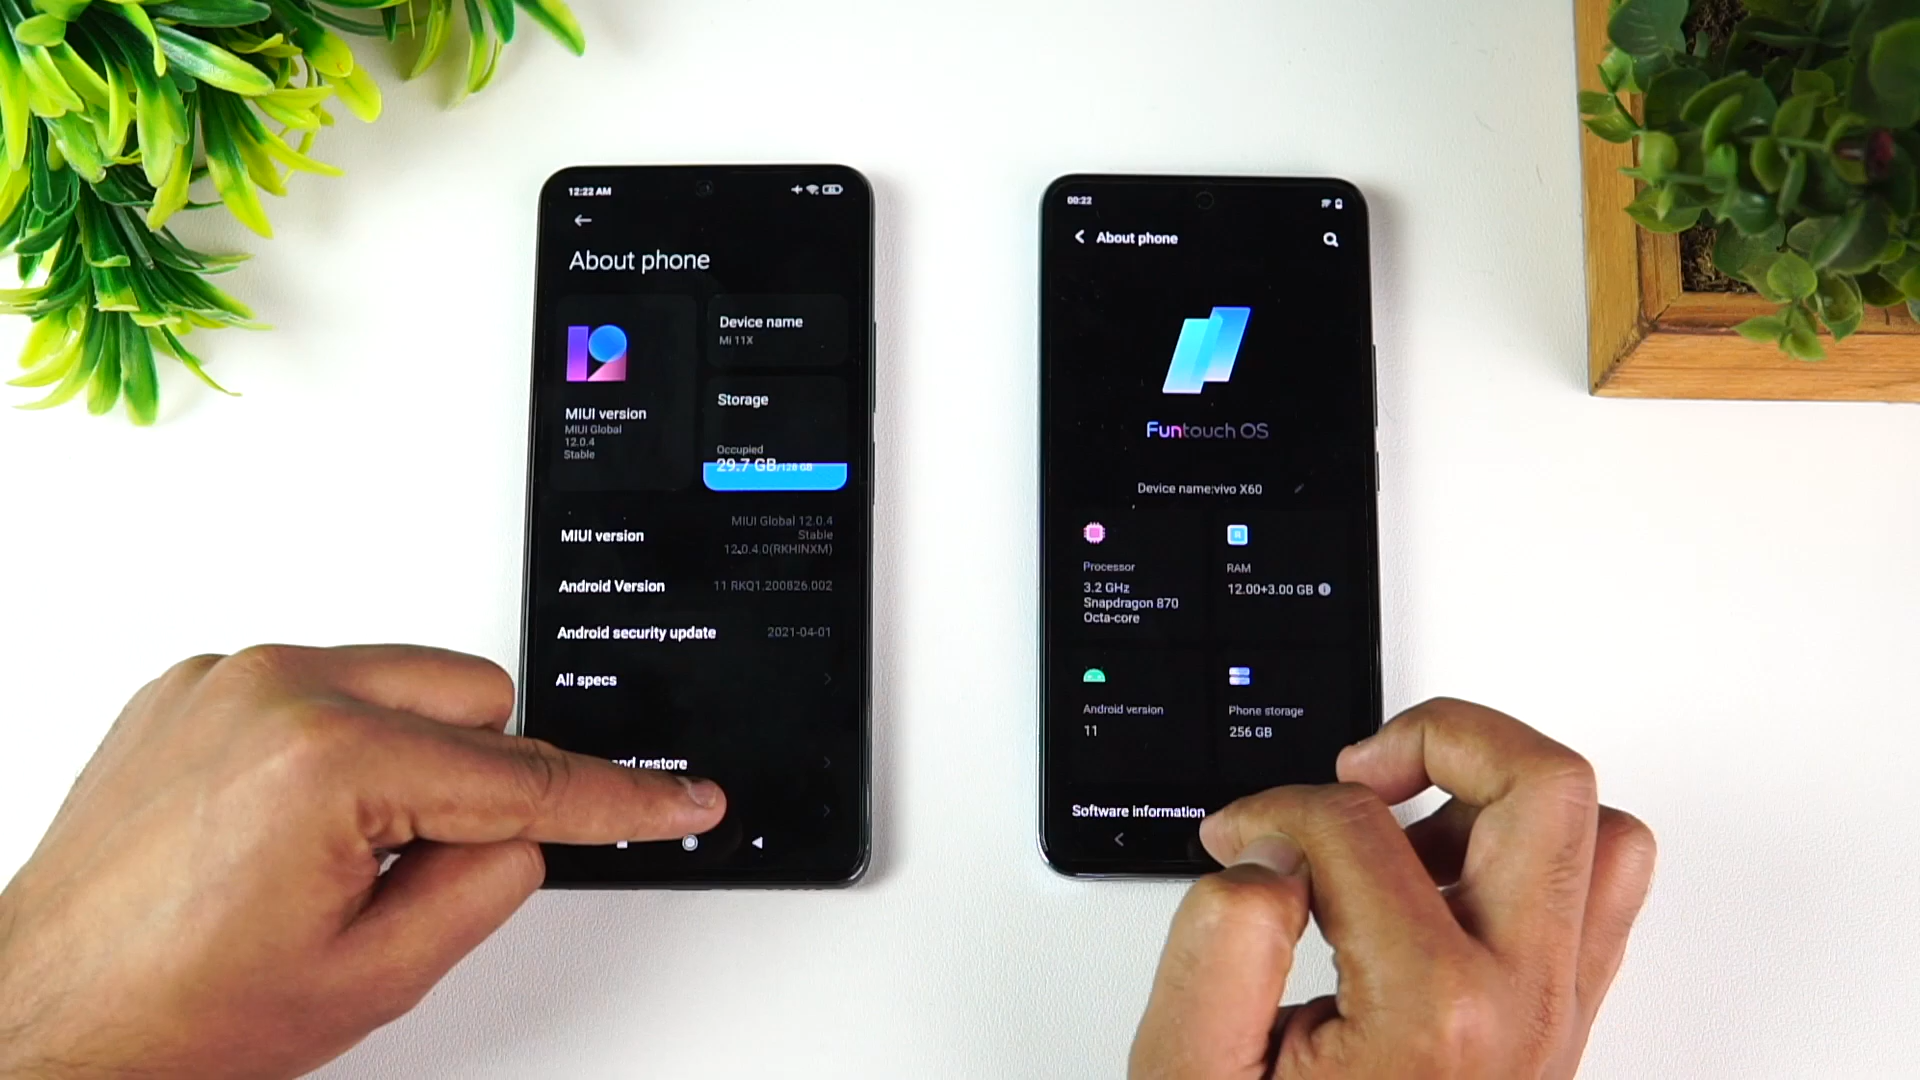 12:22 AM
About phone
Device name
Mi 11X
MIUI version
MIUI Global
12.0.4
Stable
Storage
Occupied
29.7 GB/128 GB
MIUI version
MIUI Global 12.0.4
Stable
12.0.4.0(RKHINXM)
Android Version
11 RKQ1.200826.002
Android security update
2021-04-01
All specs
and restore
00:22
About phone
Funtouch OS
Device name:vivo X60
Processor
3.2 GHz
Snapdragon 870
Octa-core
R
RAM
12.00+3.00 GB
Android version
11
Phone storage
256 GB
Software information